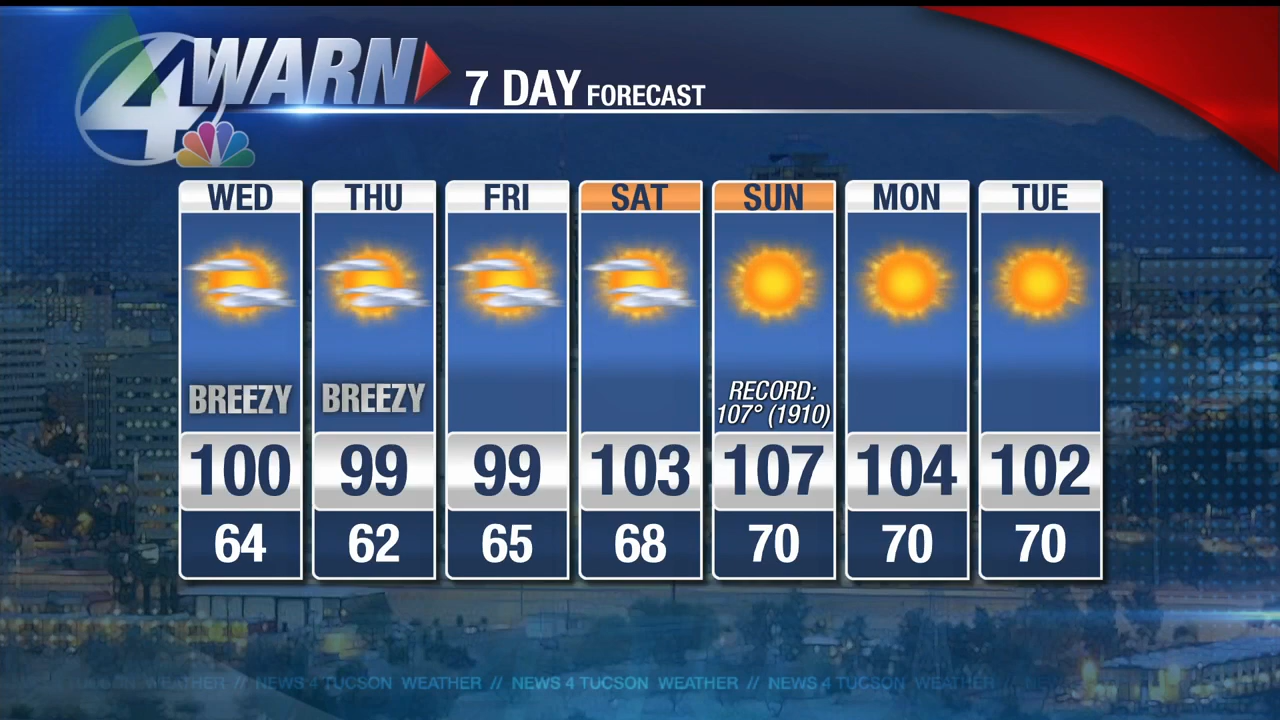 4WARN
7 DAY FORECAST
WED THU FRI SAT SUN MON TUE
BREEZY BREEZY
RECORD:
107° (1910)
100 99 99 103 107 104 102
64 62 65 68 70 70 70
WEATHER // NEWS 4 TUCSON WEATHER // NEWS 4 TUCSON WEATHER // NEWS 4 TUCSON WEATHER